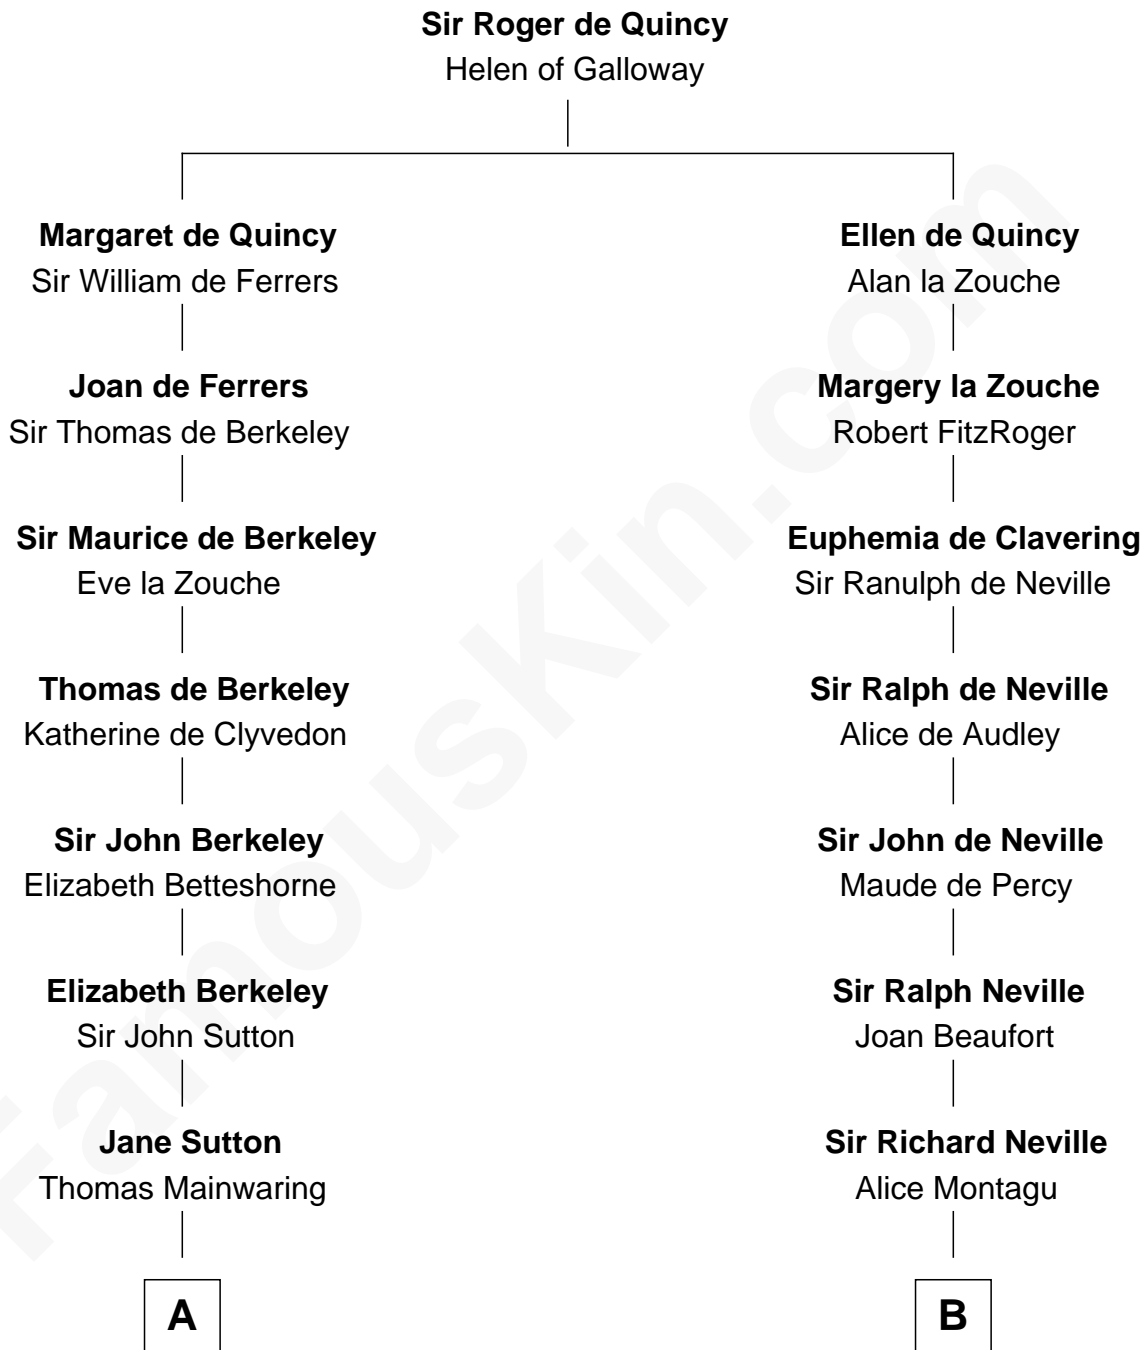 Sir Roger de Quincy
Helen of Galloway
Margaret de Quincy
Sir William de Ferrers
Ellen de Quincy
Alan la Zouche
Joan de Ferrers
Sir Thomas de Berkeley
Margery la Zouche
Robert FitzRoger
Sir Maurice de Berkeley
Eve la Zouche
Euphemia de Clavering
Sir Ranulph de Neville
Thomas de Berkeley
Katherine de Clyvedon
Sir Ralph de Neville
Alice de Audley
Sir John Berkeley
Elizabeth Betteshorne
Sir John de Neville
Maude de Percy
Elizabeth Berkeley
Sir John Sutton
Sir Ralph Neville
Joan Beaufort
Jane Sutton
Thomas Mainwaring
Sir Richard Neville
Alice Montagu
A
B
FamousKin.com